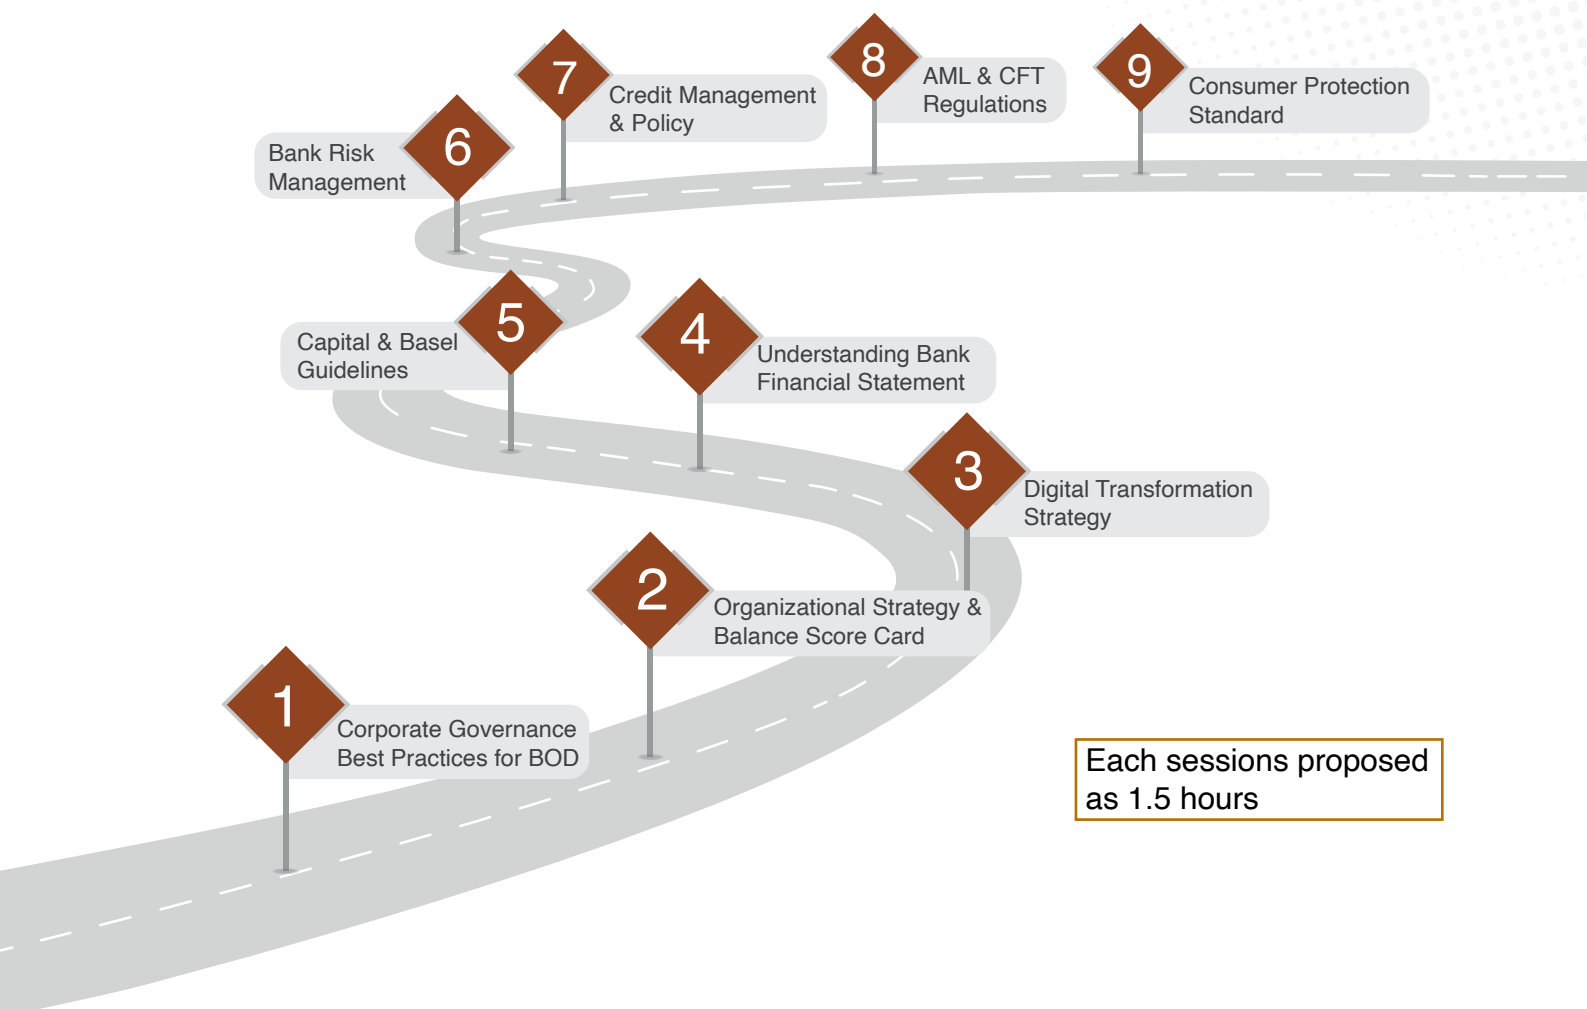 7
Credit Management
& Policy
8
AML & CFT
Regulations
9
Consumer Protection
Standard
6
Bank Risk
Management
5
Capital & Basel
Guidelines
4
Understanding Bank
Financial Statement
3
Digital Transformation
Strategy
2
Organizational Strategy &
Balance Score Card
1
Corporate Governance
Best Practices for BOD
Each sessions proposed
as 1.5 hours